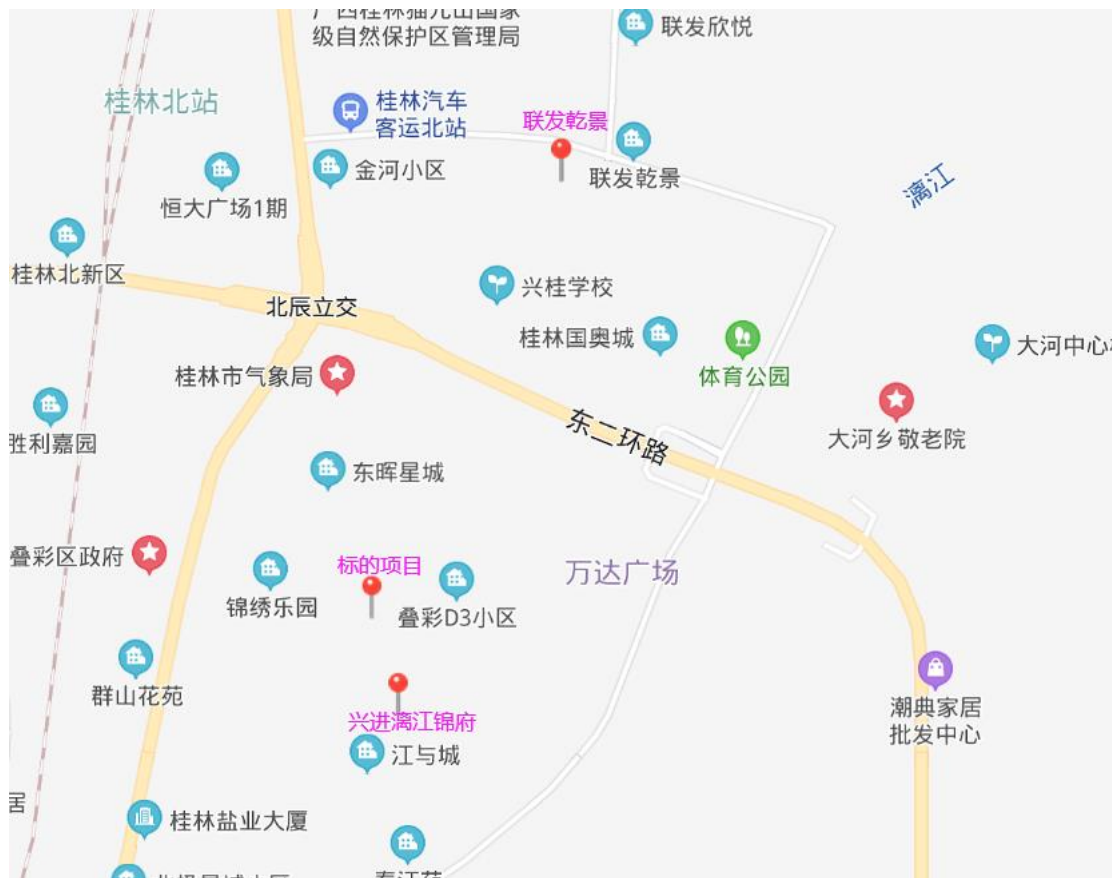 级自然保护区管理局
联发欣悦
桂林北站
桂林汽车
客运北站
联发乾景
金河小区
联发乾景
漓江
恒大广场1期
桂林北新区
兴桂学校
北辰立交
桂林国奥城
大河中心
桂林市气象局
体育公园
东二环路
胜利嘉园
大河乡敬老院
东晖星城
叠彩区政府
标的项目
万达广场
锦绣乐园
叠彩D3小区
群山花苑
兴进漓江锦府
潮典家居
批发中心
江与城
居
桂林盐业大厦